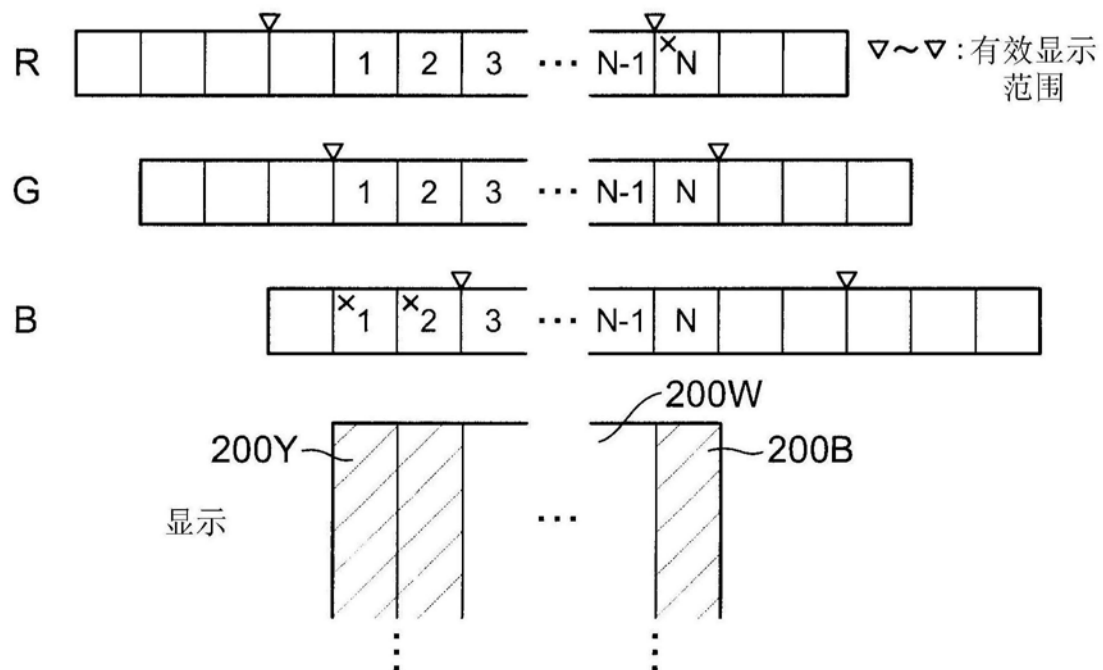 R 1 2 3 ··· N-1 ×N
▽~▽:有效显示
范围
G 1 2 3 ··· N-1 N
B ×1 ×2 3 ··· N-1 N
200W
200Y
200B
显示 ···